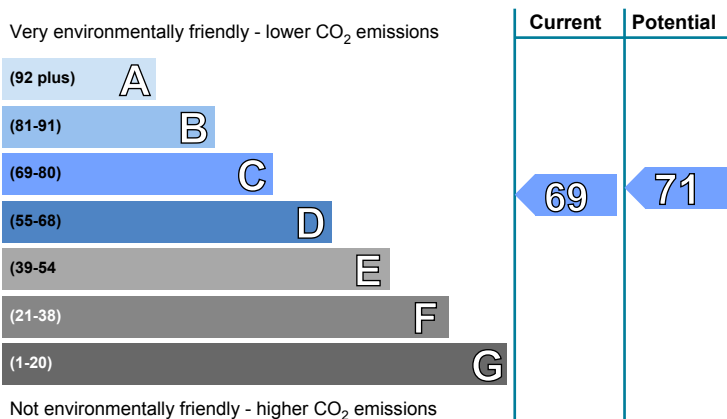 Very environmentally friendly - lower CO2 emissions
Current Potential
(92 plus) A
(81-91) B
(69-80) C
(55-68) D
(39-54 E
(21-38) F
(1-20) G
69 71
Not environmentally friendly - higher CO2 emissions